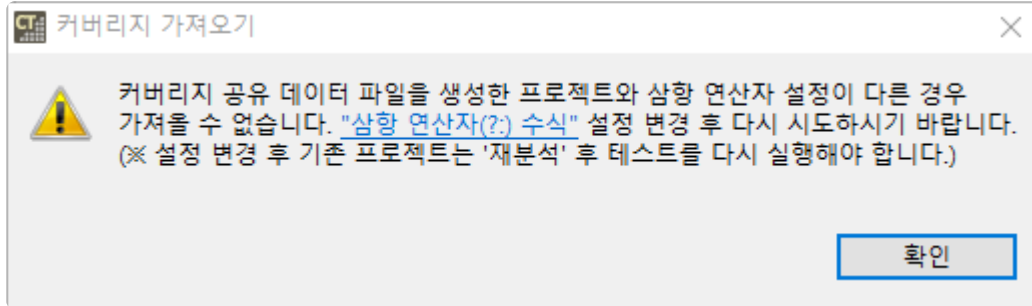 CT 커버리지 가져오기
커버리지 공유 데이터 파일을 생성한 프로젝트와 삼항 연산자 설정이 다른 경우
가져올 수 없습니다. "삼항 연산자(?:) 수식" 설정 변경 후 다시 시도하시기 바랍니다.
(※ 설정 변경 후 기존 프로젝트는 '재분석' 후 테스트를 다시 실행해야 합니다.)
확인